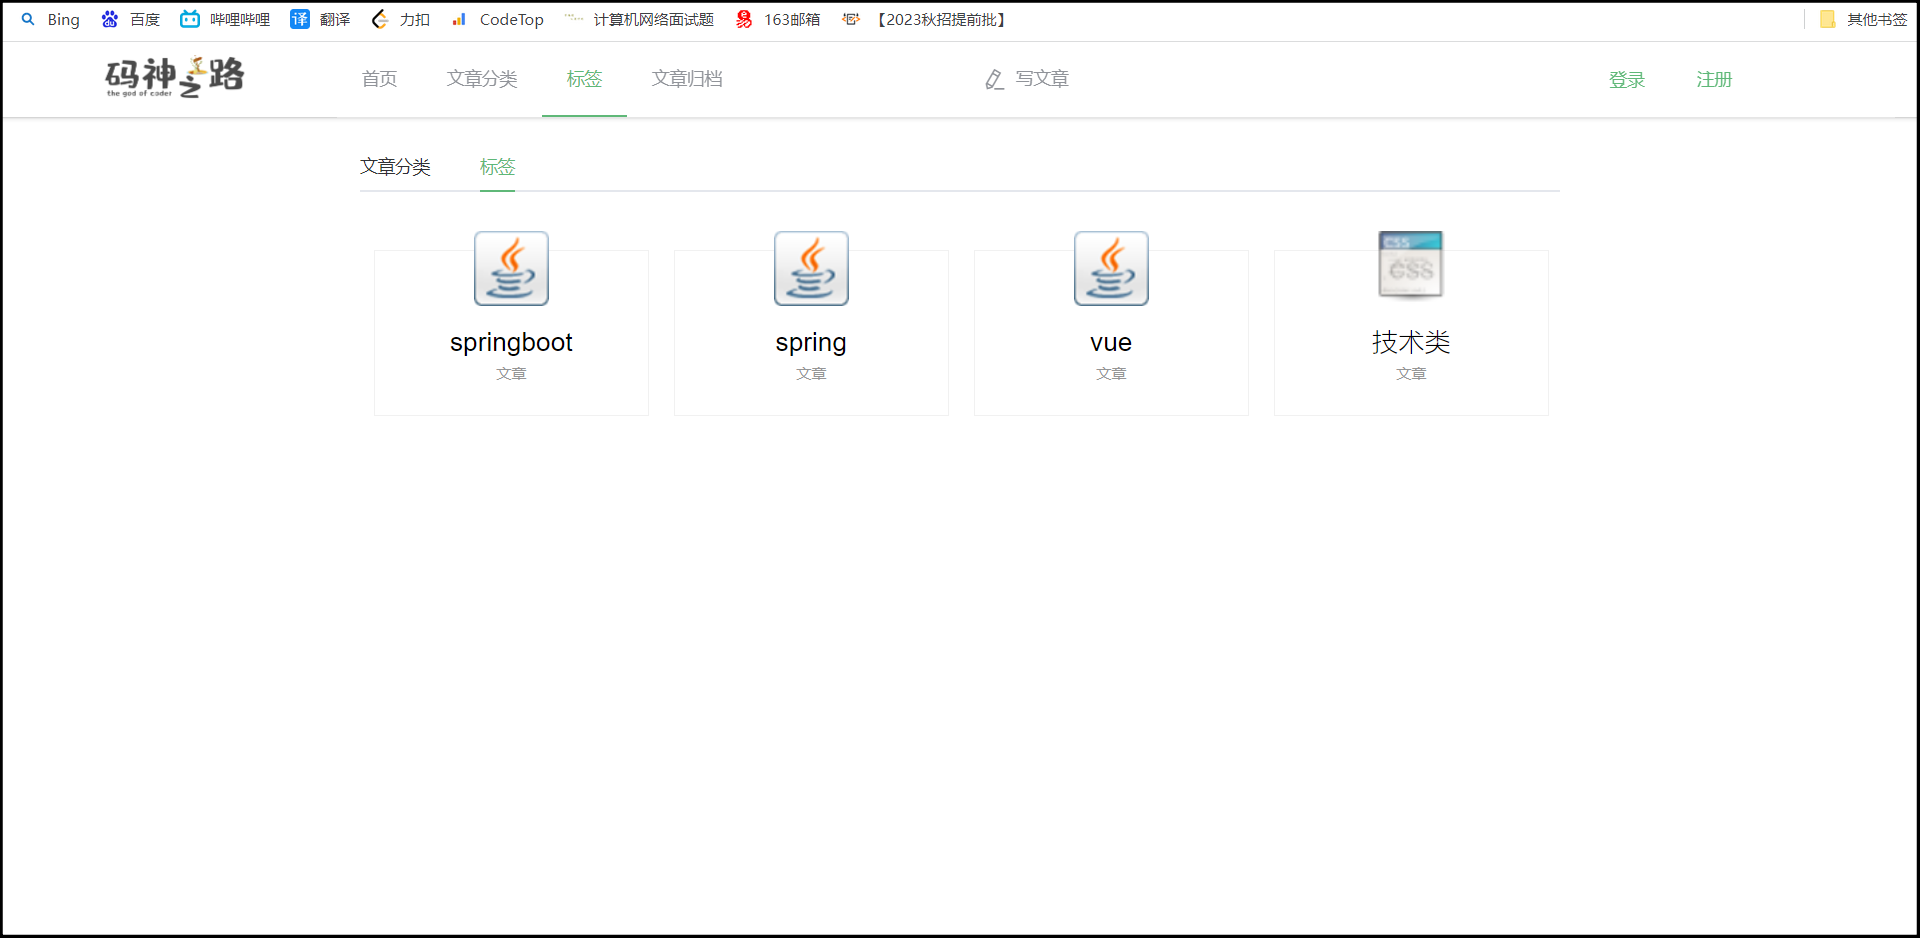 Bing 百度 哔哩哔哩 译 翻译 力扣 CodeTop 计算机网络面试题 163邮箱 【2023秋招提前批】 其他书签
码神之路 首页 文章分类 标签 文章归档 写文章 登录 注册
the god of coder
文章分类 标签
CSS
css
springboot spring vue 技术类
文章 文章 文章 文章